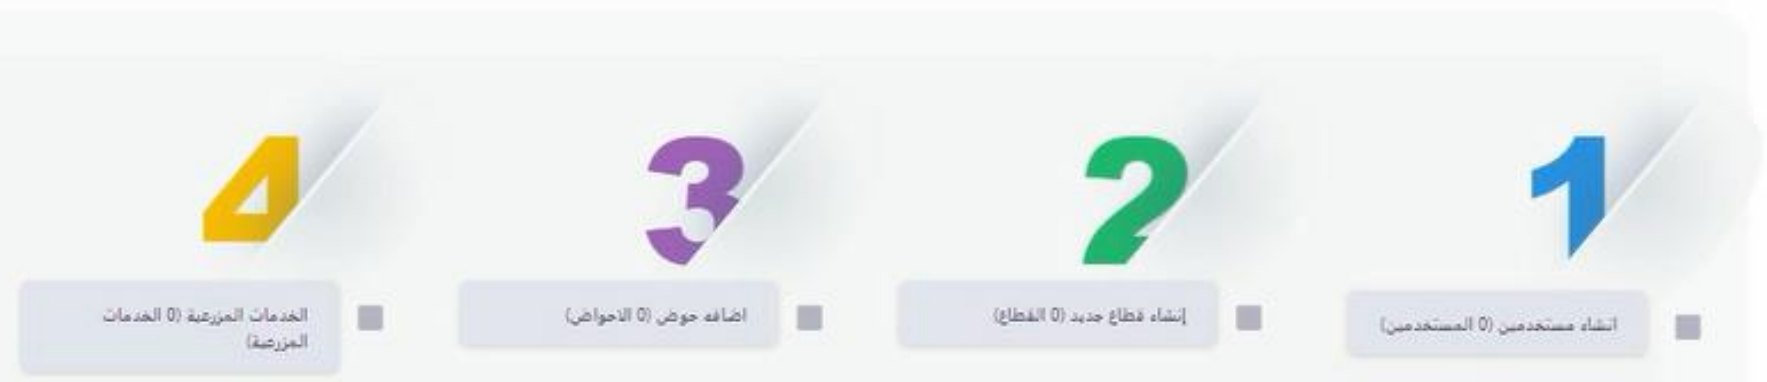 1
انشاء مستخدمين (0 المستخدمين)
2
إنشاء قطاع جديد (0 القطاع)
3
اضافه حوض (0 الاحواض)
4
الخدمات المزرعية (0 الخدمات
المزرعية)